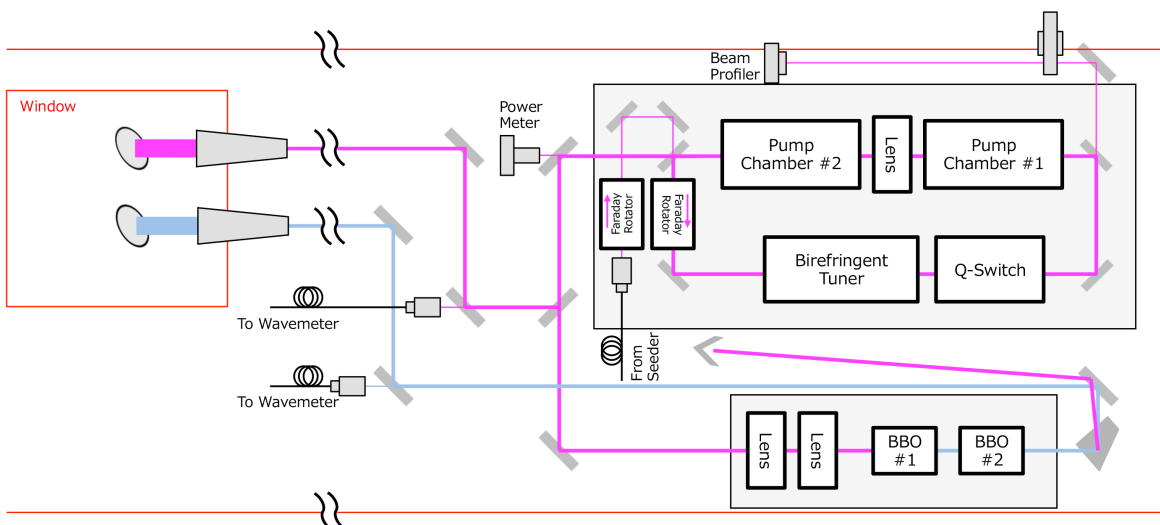 Window
Power
Meter
Beam
Profiler
Pump
Chamber #2
Lens
Pump
Chamber #1
Faraday
Rotator
Faraday
Rotator
Birefringent
Tuner
Q-Switch
To Wavemeter
From
Seeder
To Wavemeter
Lens
Lens
BBO
#1
BBO
#2